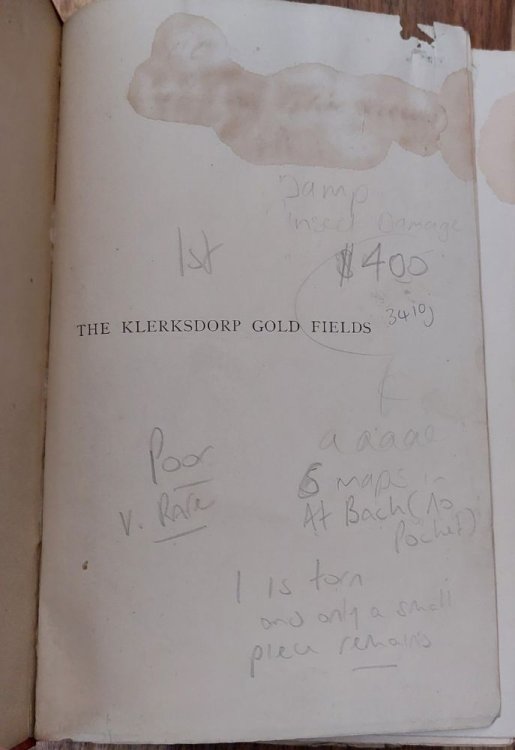 Damp
Insect Damage
1st
$400
THE KLERKSDORP GOLD FIELDS
Poor
V. Rare
6 maps
At Back (No
Pocket)
1 is torn
and only a small
piece remains